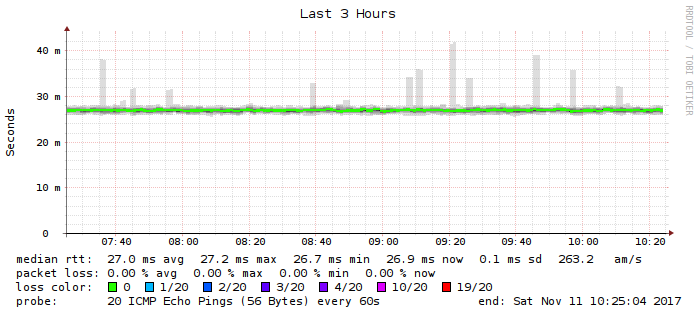 Last 3 Hours
RRDTOOL / TOBI OETIKER
Seconds
40 m
30 m
20 m
10 m
0
07:40 08:00 08:20 08:40 09:00 09:20 09:40 10:00 10:20
median rtt: 27.0 ms avg 27.2 ms max 26.7 ms min 26.9 ms now 0.1 ms sd 263.2 am/s
packet loss: 0.00 % avg 0.00 % max 0.00 % min 0.00 % now
loss color: 0 1/20 2/20 3/20 4/20 10/20 19/20
probe: 20 ICMP Echo Pings (56 Bytes) every 60s end: Sat Nov 11 10:25:04 2017